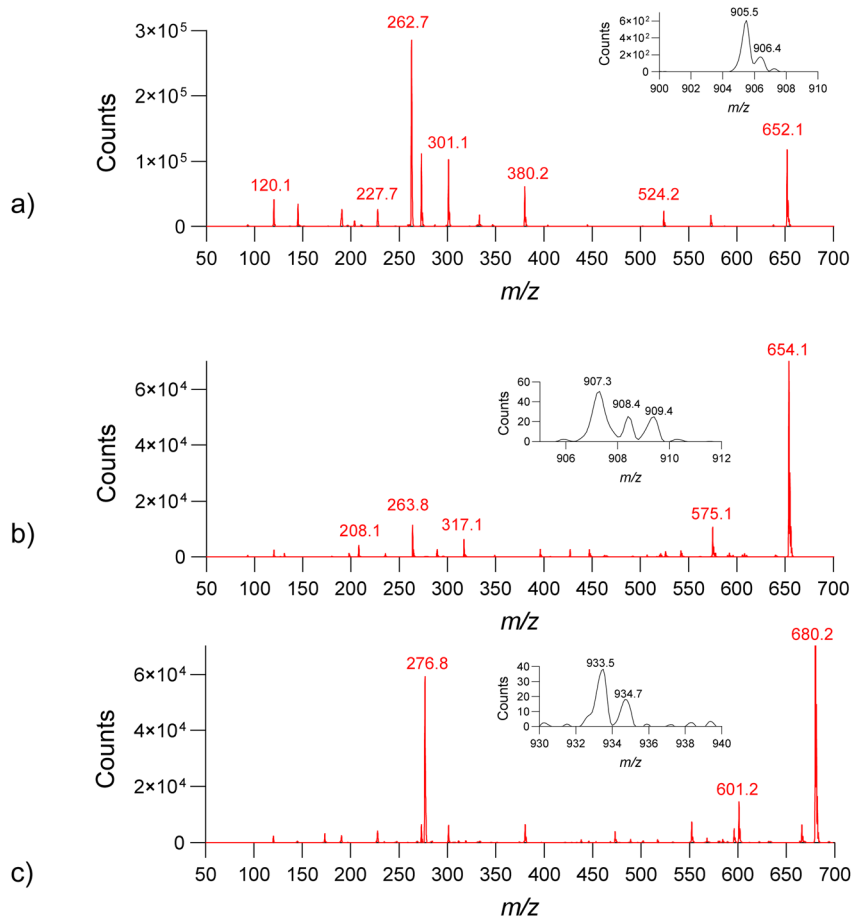 a)
Counts
3×10⁵
2×10⁵
1×10⁵
0
262.7
120.1
227.7
301.1
380.2
524.2
652.1
50 100 150 200 250 300 350 400 450 500 550 600 650 700
m/z
Counts
6×10²
4×10²
2×10²
0
905.5
906.4
900 902 904 906 908 910
m/z
b)
Counts
6×10⁴
4×10⁴
2×10⁴
0
208.1
263.8
317.1
575.1
654.1
50 100 150 200 250 300 350 400 450 500 550 600 650 700
m/z
Counts
60
40
20
0
907.3
908.4
909.4
906 908 910 912
m/z
c)
Counts
6×10⁴
4×10⁴
2×10⁴
0
276.8
601.2
680.2
50 100 150 200 250 300 350 400 450 500 550 600 650 700
m/z
Counts
40
30
20
10
0
933.5
934.7
930 932 934 936 938 940
m/z